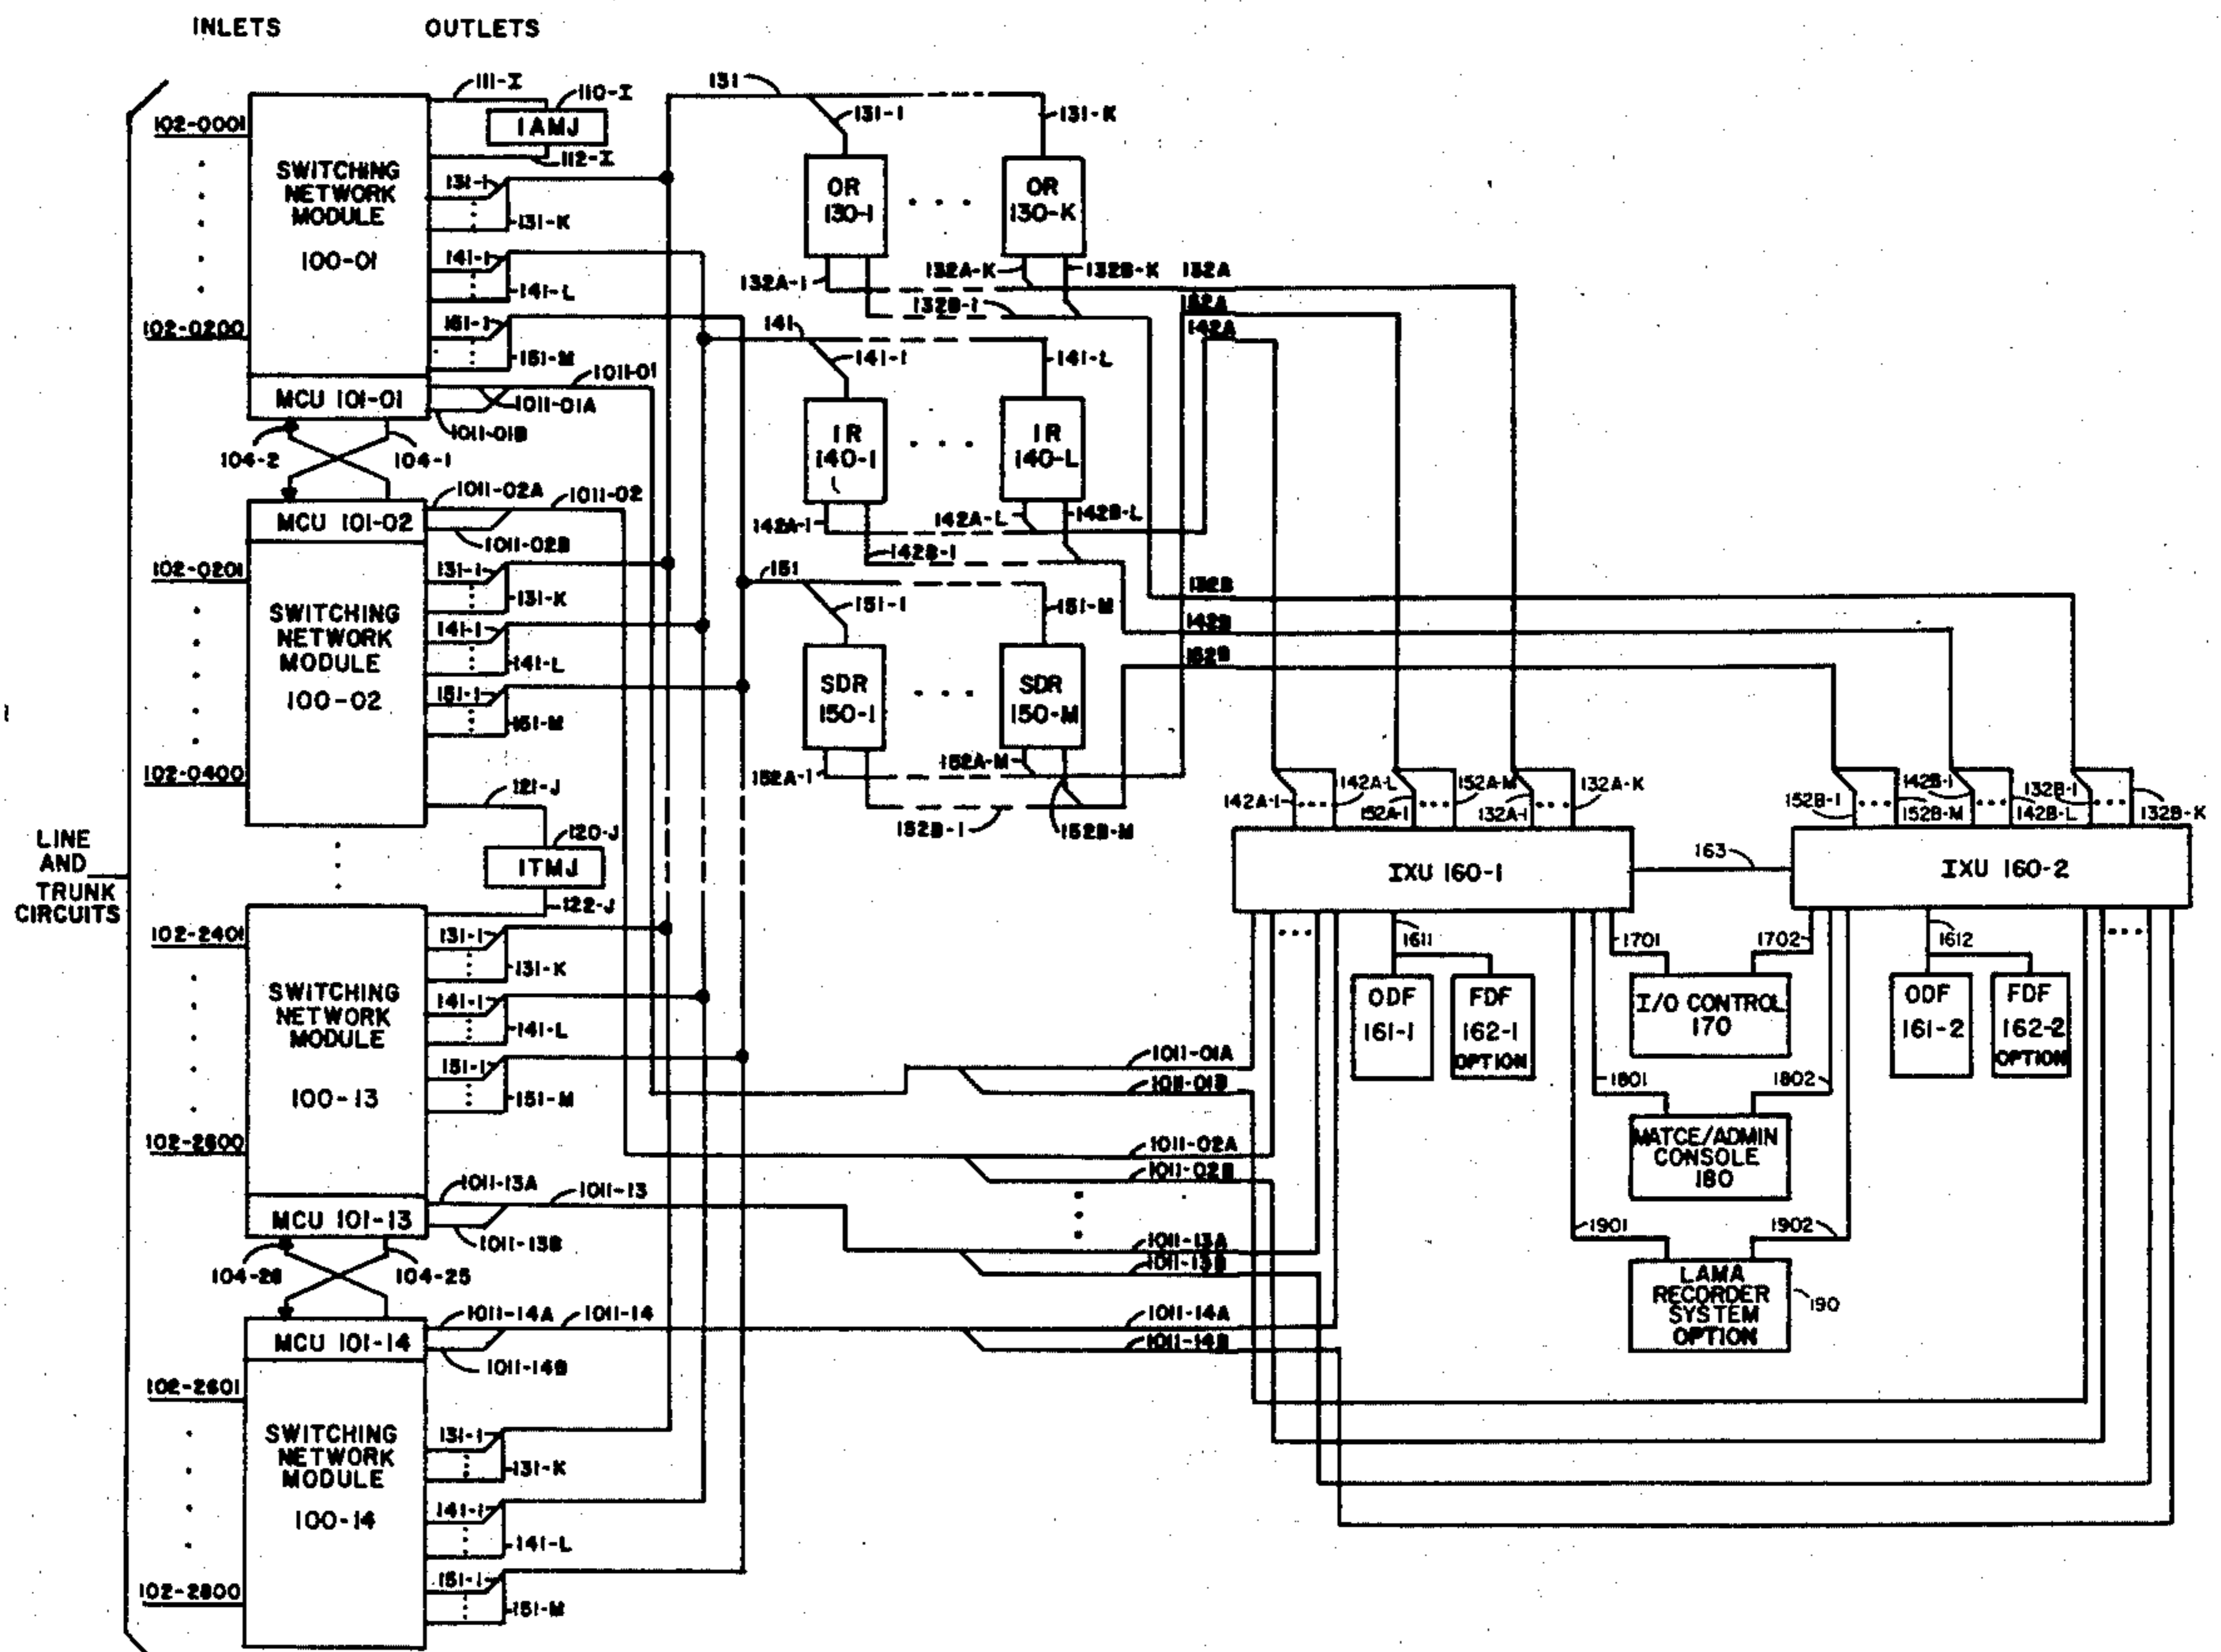 INLETS
OUTLETS
LINE
AND
TRUNK
CIRCUITS
102-0001
102-0200
SWITCHING
NETWORK
MODULE
100-01
MCU 101-01
111-I
110-I
IAMJ
112-I
131-1
131-K
141-1
141-L
151-1
151-M
1011-01
1011-01A
1011-01B
104-2
104-1
MCU 101-02
1011-02A
1011-02
1011-02B
102-0201
102-0400
SWITCHING
NETWORK
MODULE
100-02
131-1
131-K
141-1
141-L
151-1
151-M
121-J
120-J
ITMJ
122-J
102-2401
102-2600
SWITCHING
NETWORK
MODULE
100-13
131-1
131-K
141-1
141-L
151-1
151-M
MCU 101-13
1011-13A
1011-13
1011-13B
104-26
104-25
MCU 101-14
1011-14A
1011-14
1011-14B
102-2601
102-2800
SWITCHING
NETWORK
MODULE
100-14
131-1
131-K
141-1
141-L
151-1
151-M
131
131-1
131-K
OR
130-1
OR
130-K
132A-1
132A-K
132B-K
132A
132B-1
152A
142A
141
141-1
141-L
IR
140-1
IR
140-L
142A-1
142A-L
142B-L
142B-1
151
151-1
151-M
132B
142B
152B
SDR
150-1
SDR
150-M
152A-1
152A-M
152B-1
152B-M
142A-1
142A-L
152A-1
152A-M
132A-1
132A-K
152B-1
152B-M
142B-1
142B-L
132B-1
132B-K
IXU 160-1
163
IXU 160-2
1611
ODF
161-1
FDF
162-1
OPTION
1701
1702
I/O CONTROL
170
1612
ODF
161-2
FDF
162-2
OPTION
1801
1802
MATCE/ADMIN
CONSOLE
180
1901
1902
LAMA
RECORDER
SYSTEM
OPTION
190
1011-01A
1011-01B
1011-02A
1011-02B
1011-13A
1011-13B
1011-14A
1011-14B